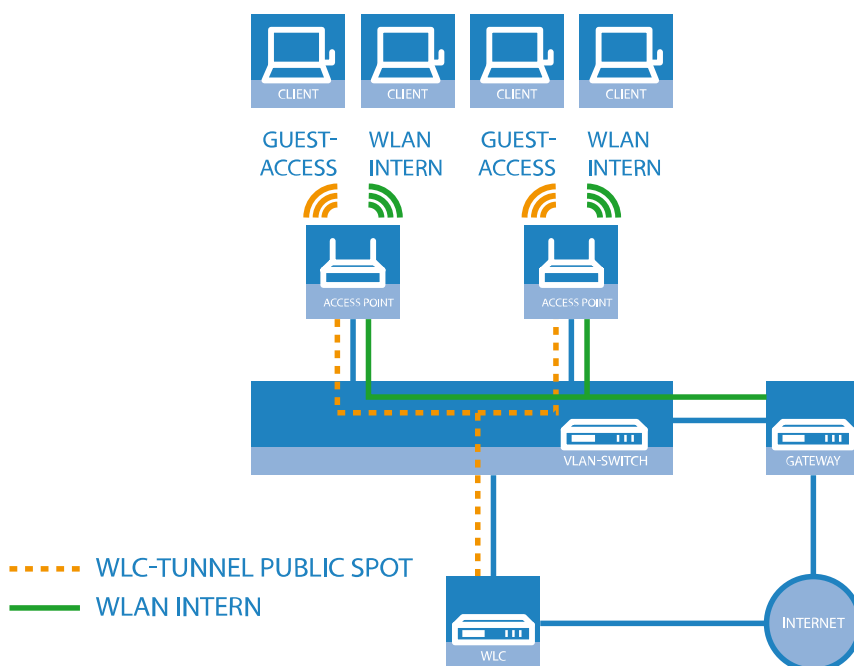 CLIENT
CLIENT
CLIENT
CLIENT
GUEST-
ACCESS
WLAN
INTERN
GUEST-
ACCESS
WLAN
INTERN
ACCESS POINT
ACCESS POINT
VLAN-SWITCH
GATEWAY
WLC-TUNNEL PUBLIC SPOT
WLAN INTERN
WLC
INTERNET